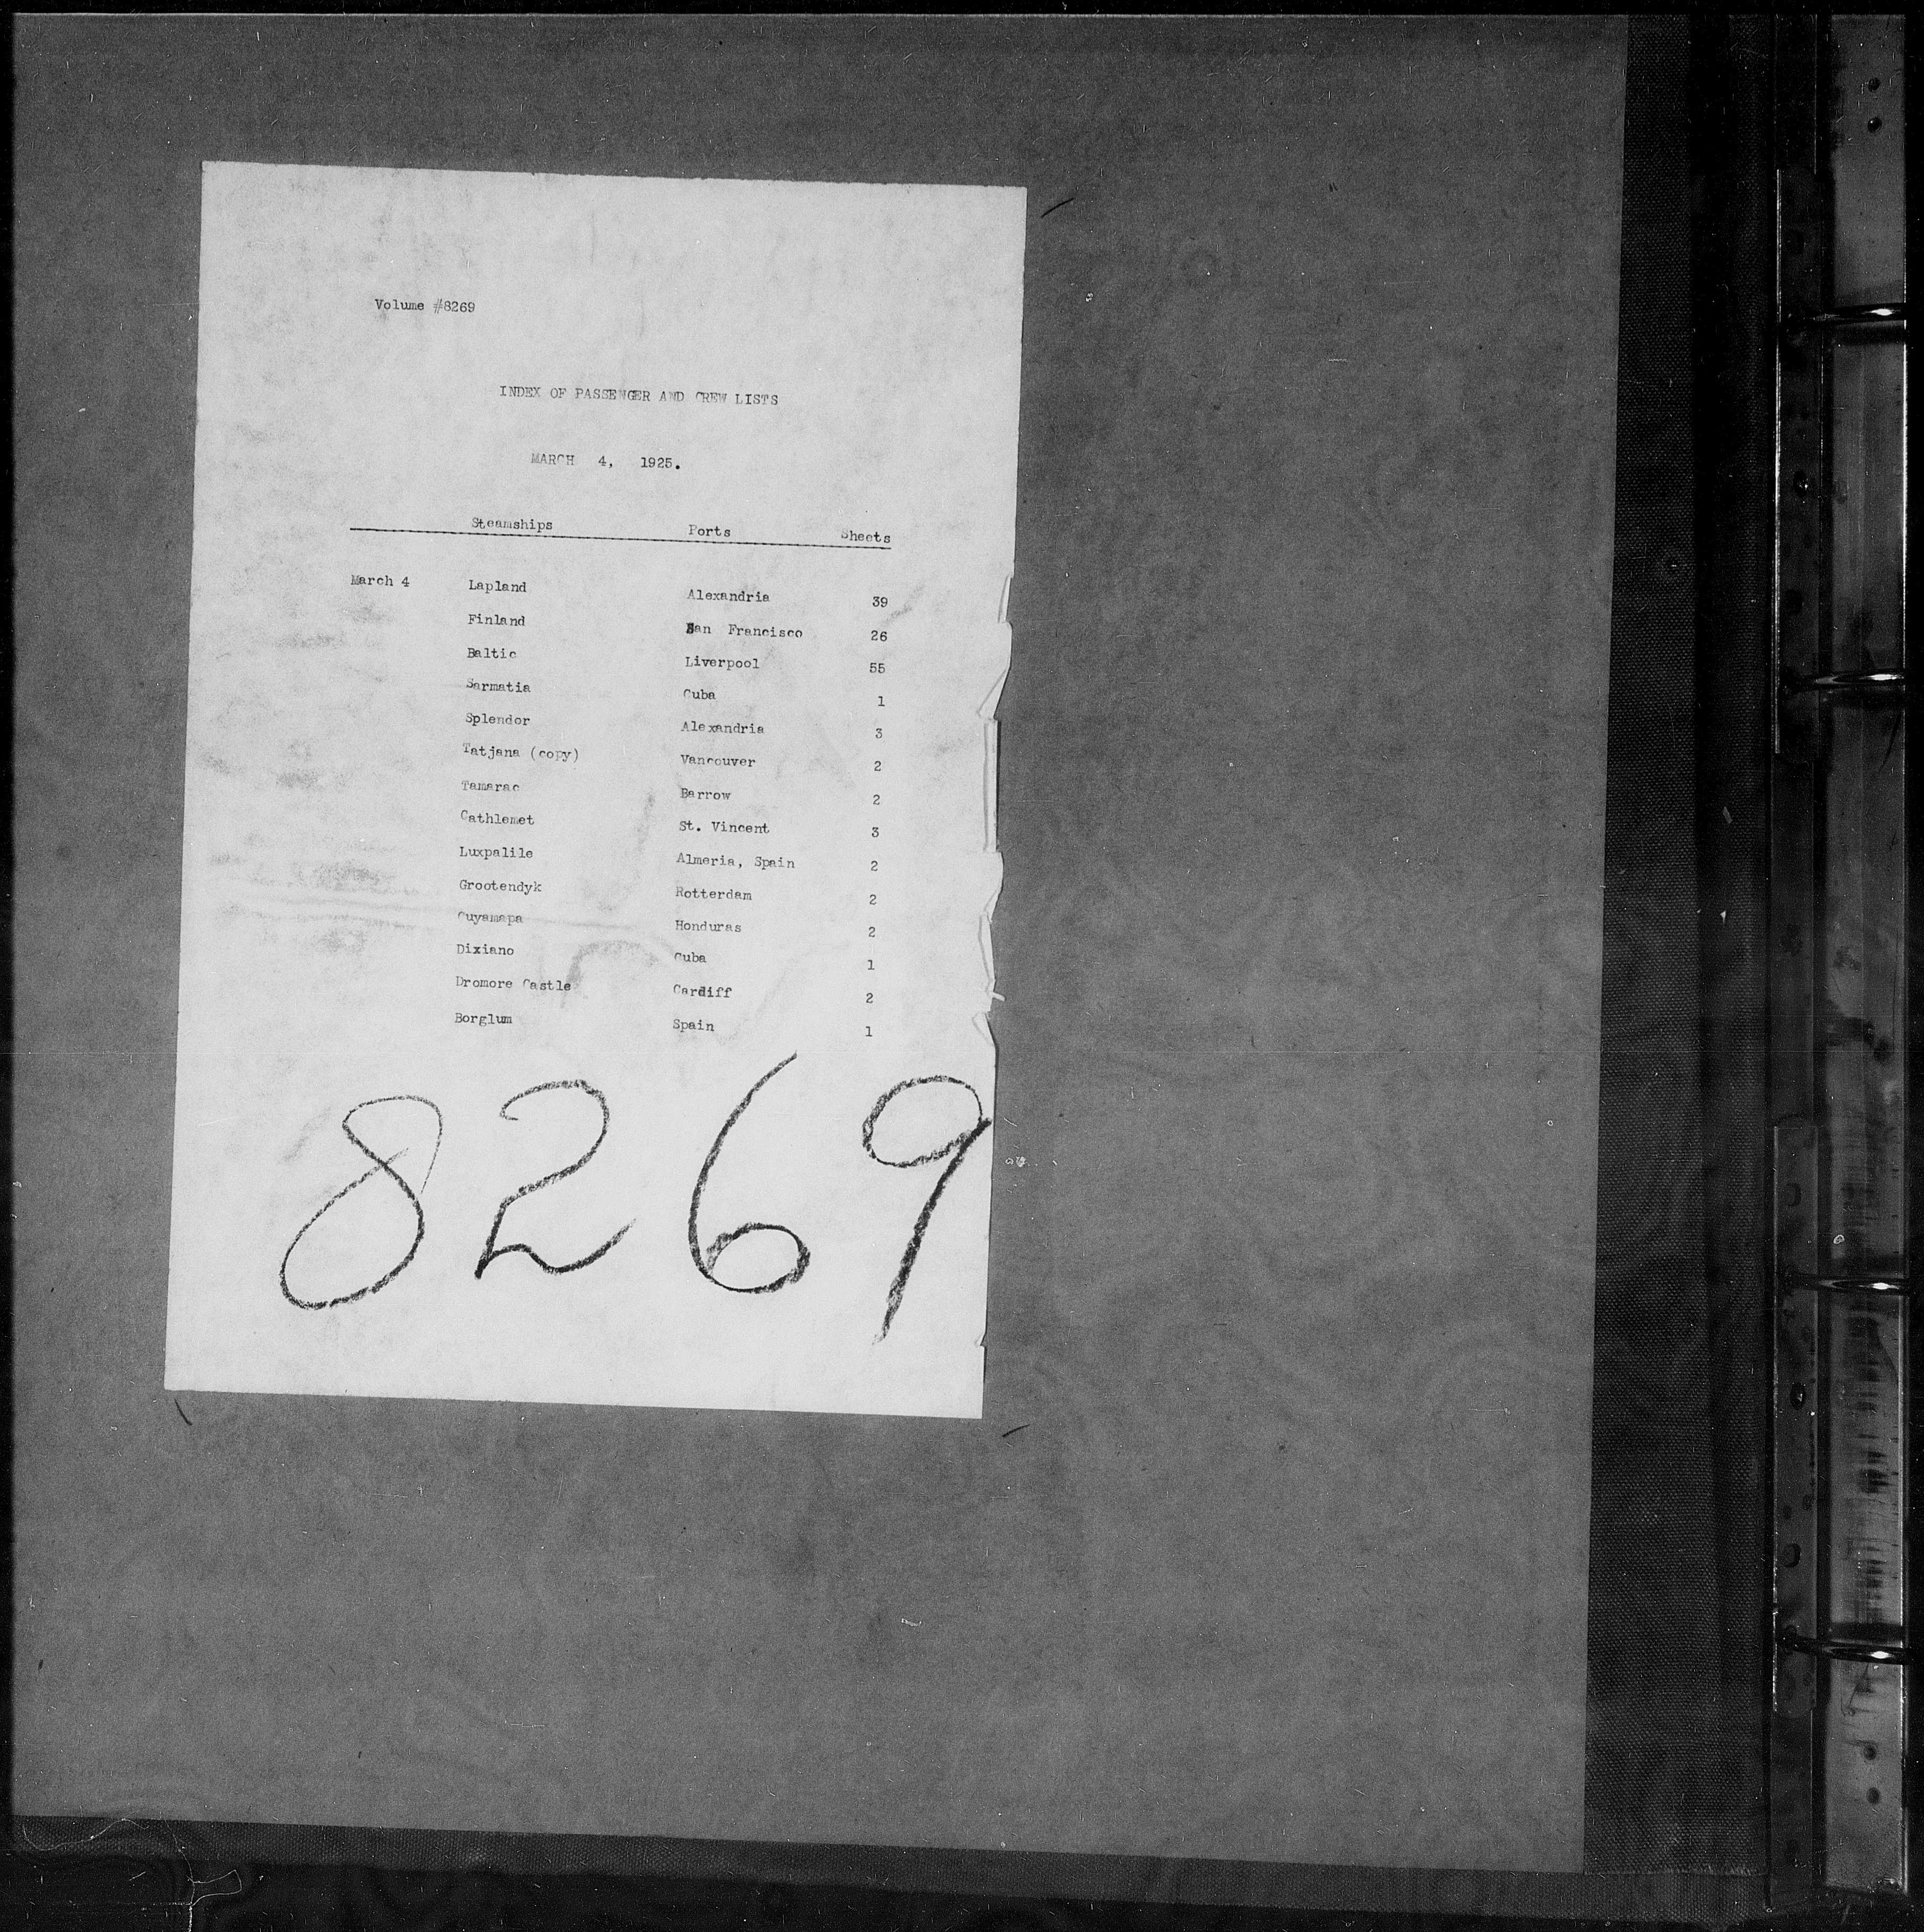 Volume #8269
INDEX OF PASSENGER AND CREW LISTS
MARCH 4, 1925.
Steamships Ports Sheets
March 4 Lapland Alexandria 39
Finland San Francisco 26
Baltic Liverpool 55
Sarmatia Cuba 1
Splendor Alexandria 3
Tatjana (copy) Vancouver 2
Tamarac Barrow 2
Cathlemet St. Vincent 3
Luxpalile Almeria, Spain 2
Grootendyk Rotterdam 2
Cuyamapa Honduras 2
Dixiano Cuba 1
Dromore Castle Cardiff 2
Borglum Spain 1
8269